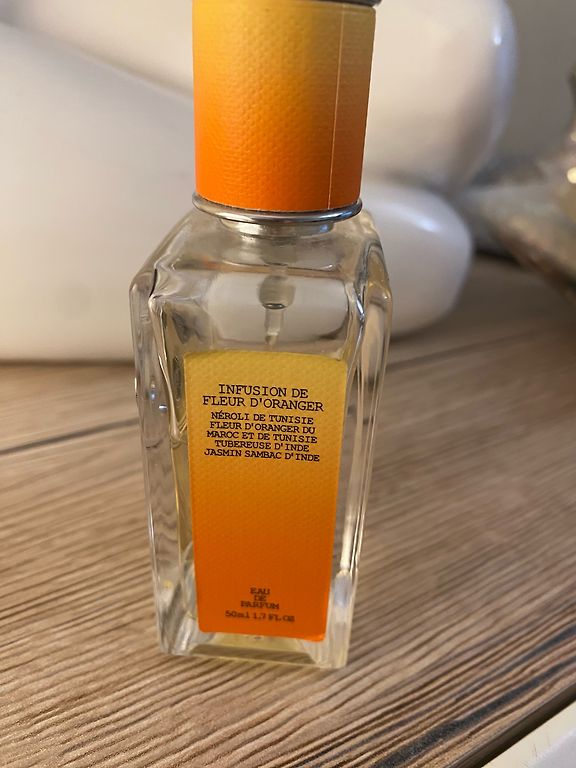 INFUSION DE
FLEUR D'ORANGER
NÉROLI DE TUNISIE
FLEUR D'ORANGER DU
MAROC ET DE TUNISIE
TUBEREUSE D'INDE
JASMIN SAMBAC D'INDE
EAU
DE
PARFUM
50ml 1.7 FL OZ